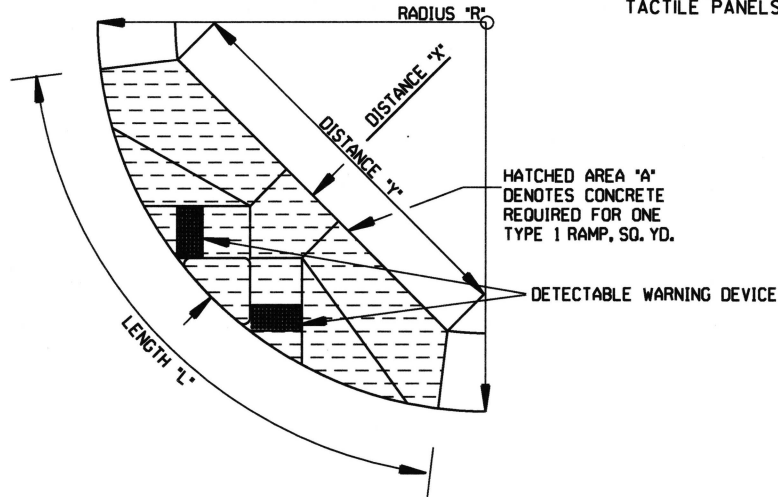 RADIUS "R"
TACTILE PANELS
DISTANCE "X"
DISTANCE "Y"
HATCHED AREA "A"
DENOTES CONCRETE
REQUIRED FOR ONE
TYPE 1 RAMP, SQ. YD.
DETECTABLE WARNING DEVICE
LENGTH "L"